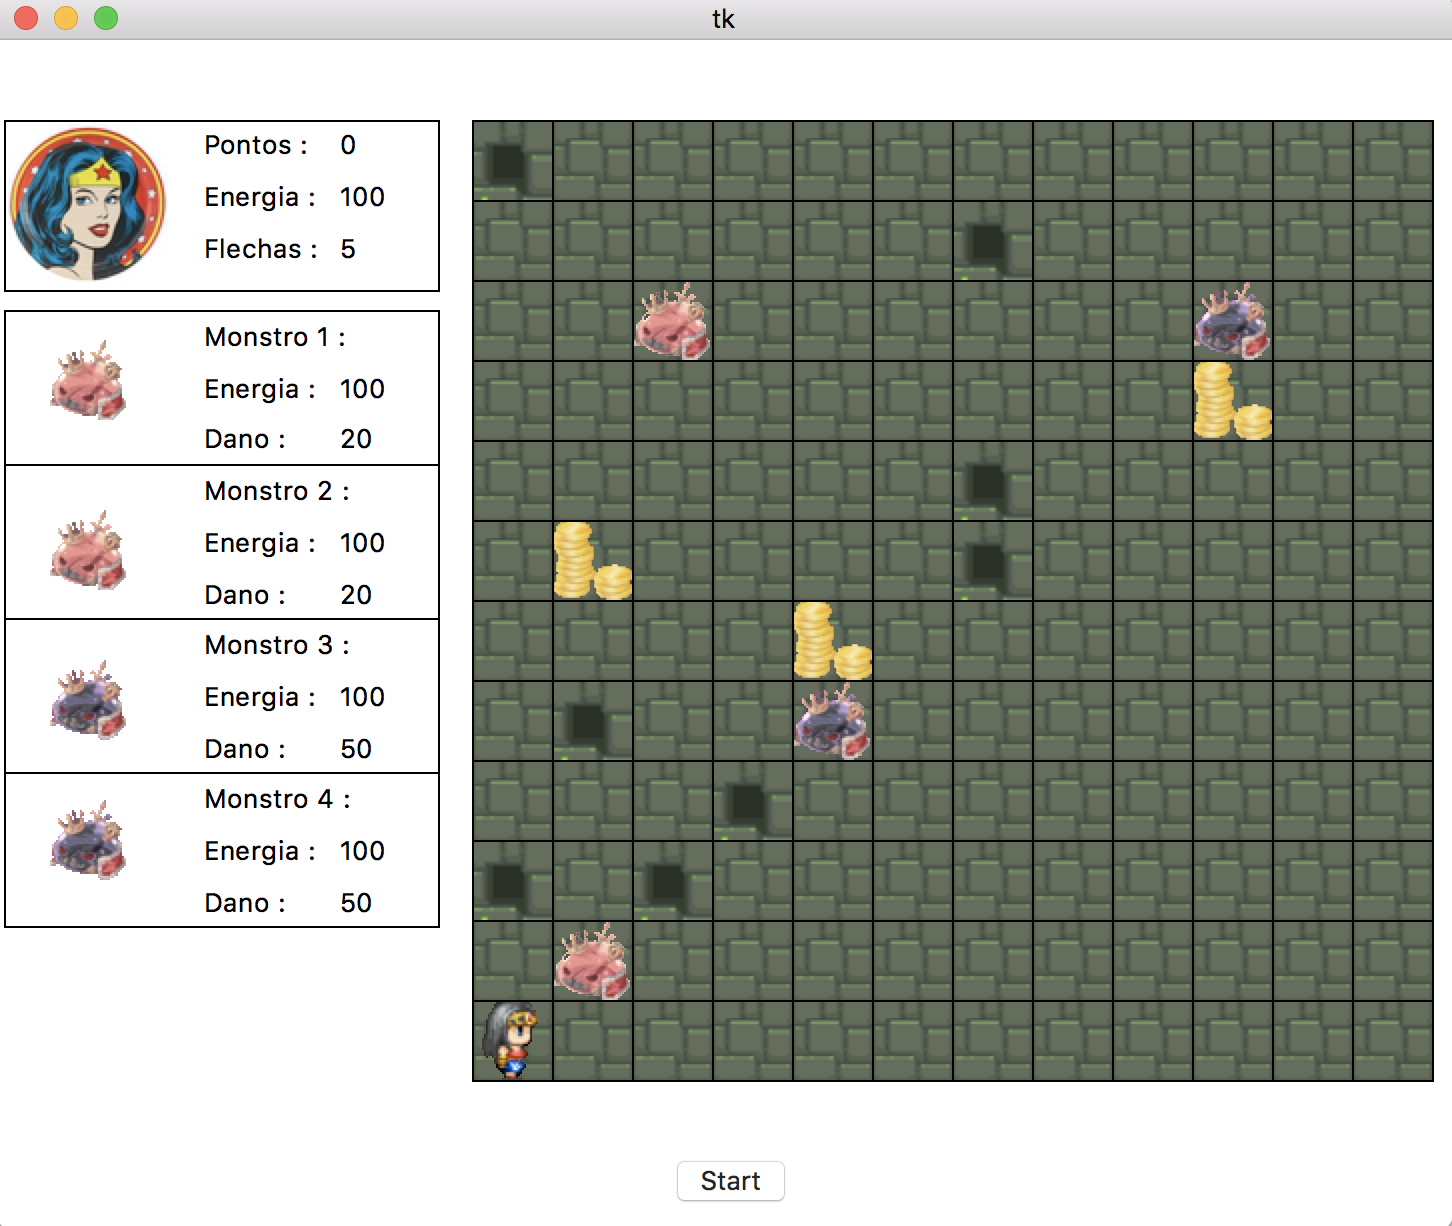 tk
Pontos : 0
Energia : 100
Flechas : 5
Monstro 1 :
Energia : 100
Dano : 20
Monstro 2 :
Energia : 100
Dano : 20
Monstro 3 :
Energia : 100
Dano : 50
Monstro 4 :
Energia : 100
Dano : 50
Start